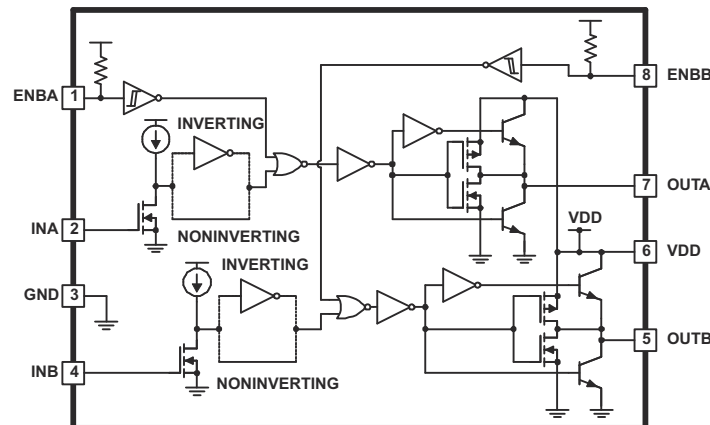 ENBA 1
8 ENBB
INVERTING
7 OUTA
INA 2
NONINVERTING
VDD
6 VDD
INVERTING
GND 3
5 OUTB
INB 4
NONINVERTING